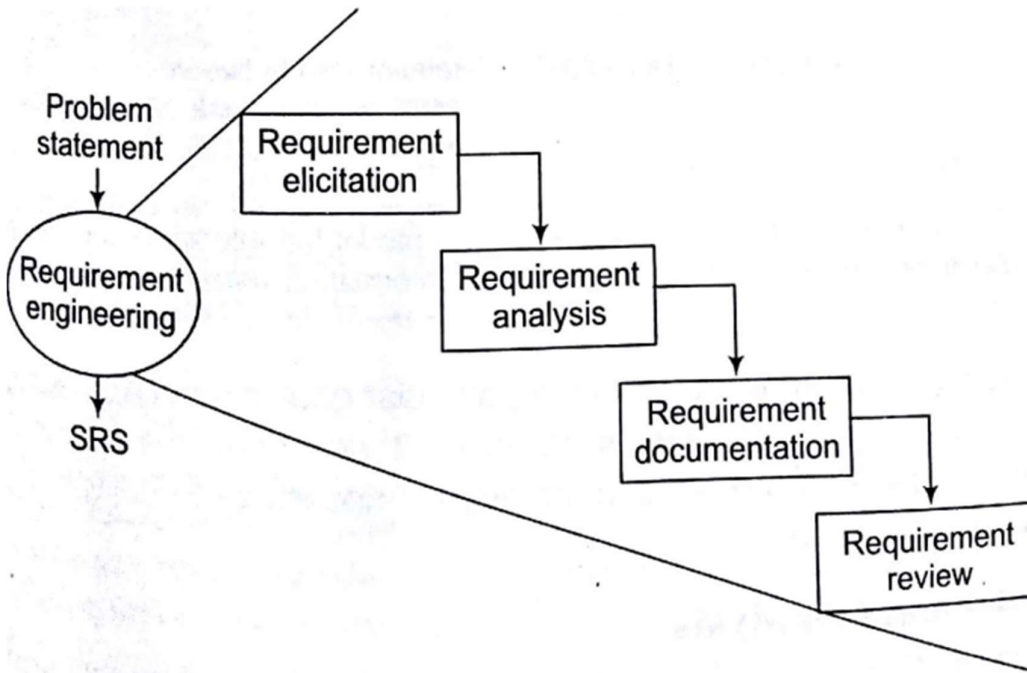 Problem
statement
Requirement
engineering
SRS
Requirement
elicitation
Requirement
analysis
Requirement
documentation
Requirement
review